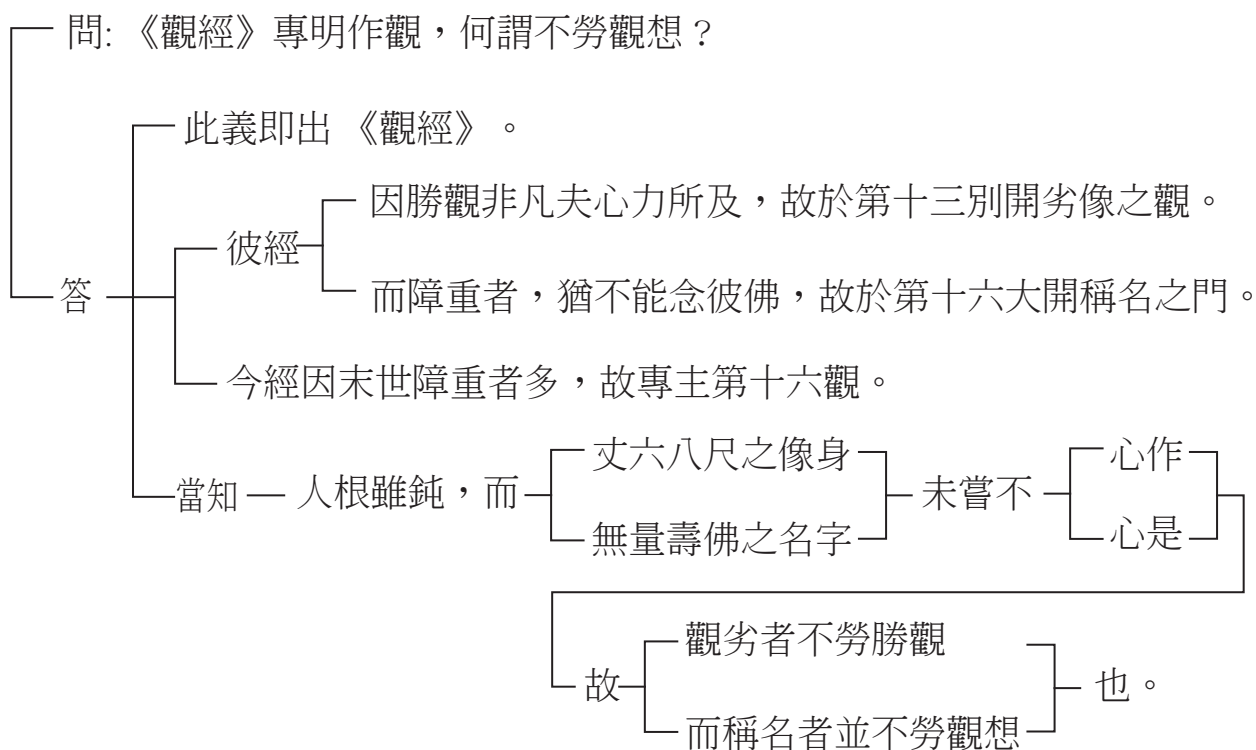 問: 《觀經》專明作觀，何謂不勞觀想？
答
此義即出 《觀經》。
彼經
因勝觀非凡夫心力所及，故於第十三別開劣像之觀。
而障重者，猶不能念彼佛，故於第十六大開稱名之門。
今經因末世障重者多，故專主第十六觀。
當知
人根雖鈍，而
丈六八尺之像身
無量壽佛之名字
未嘗不
心作
心是
故
觀劣者不勞勝觀
而稱名者並不勞觀想
也。